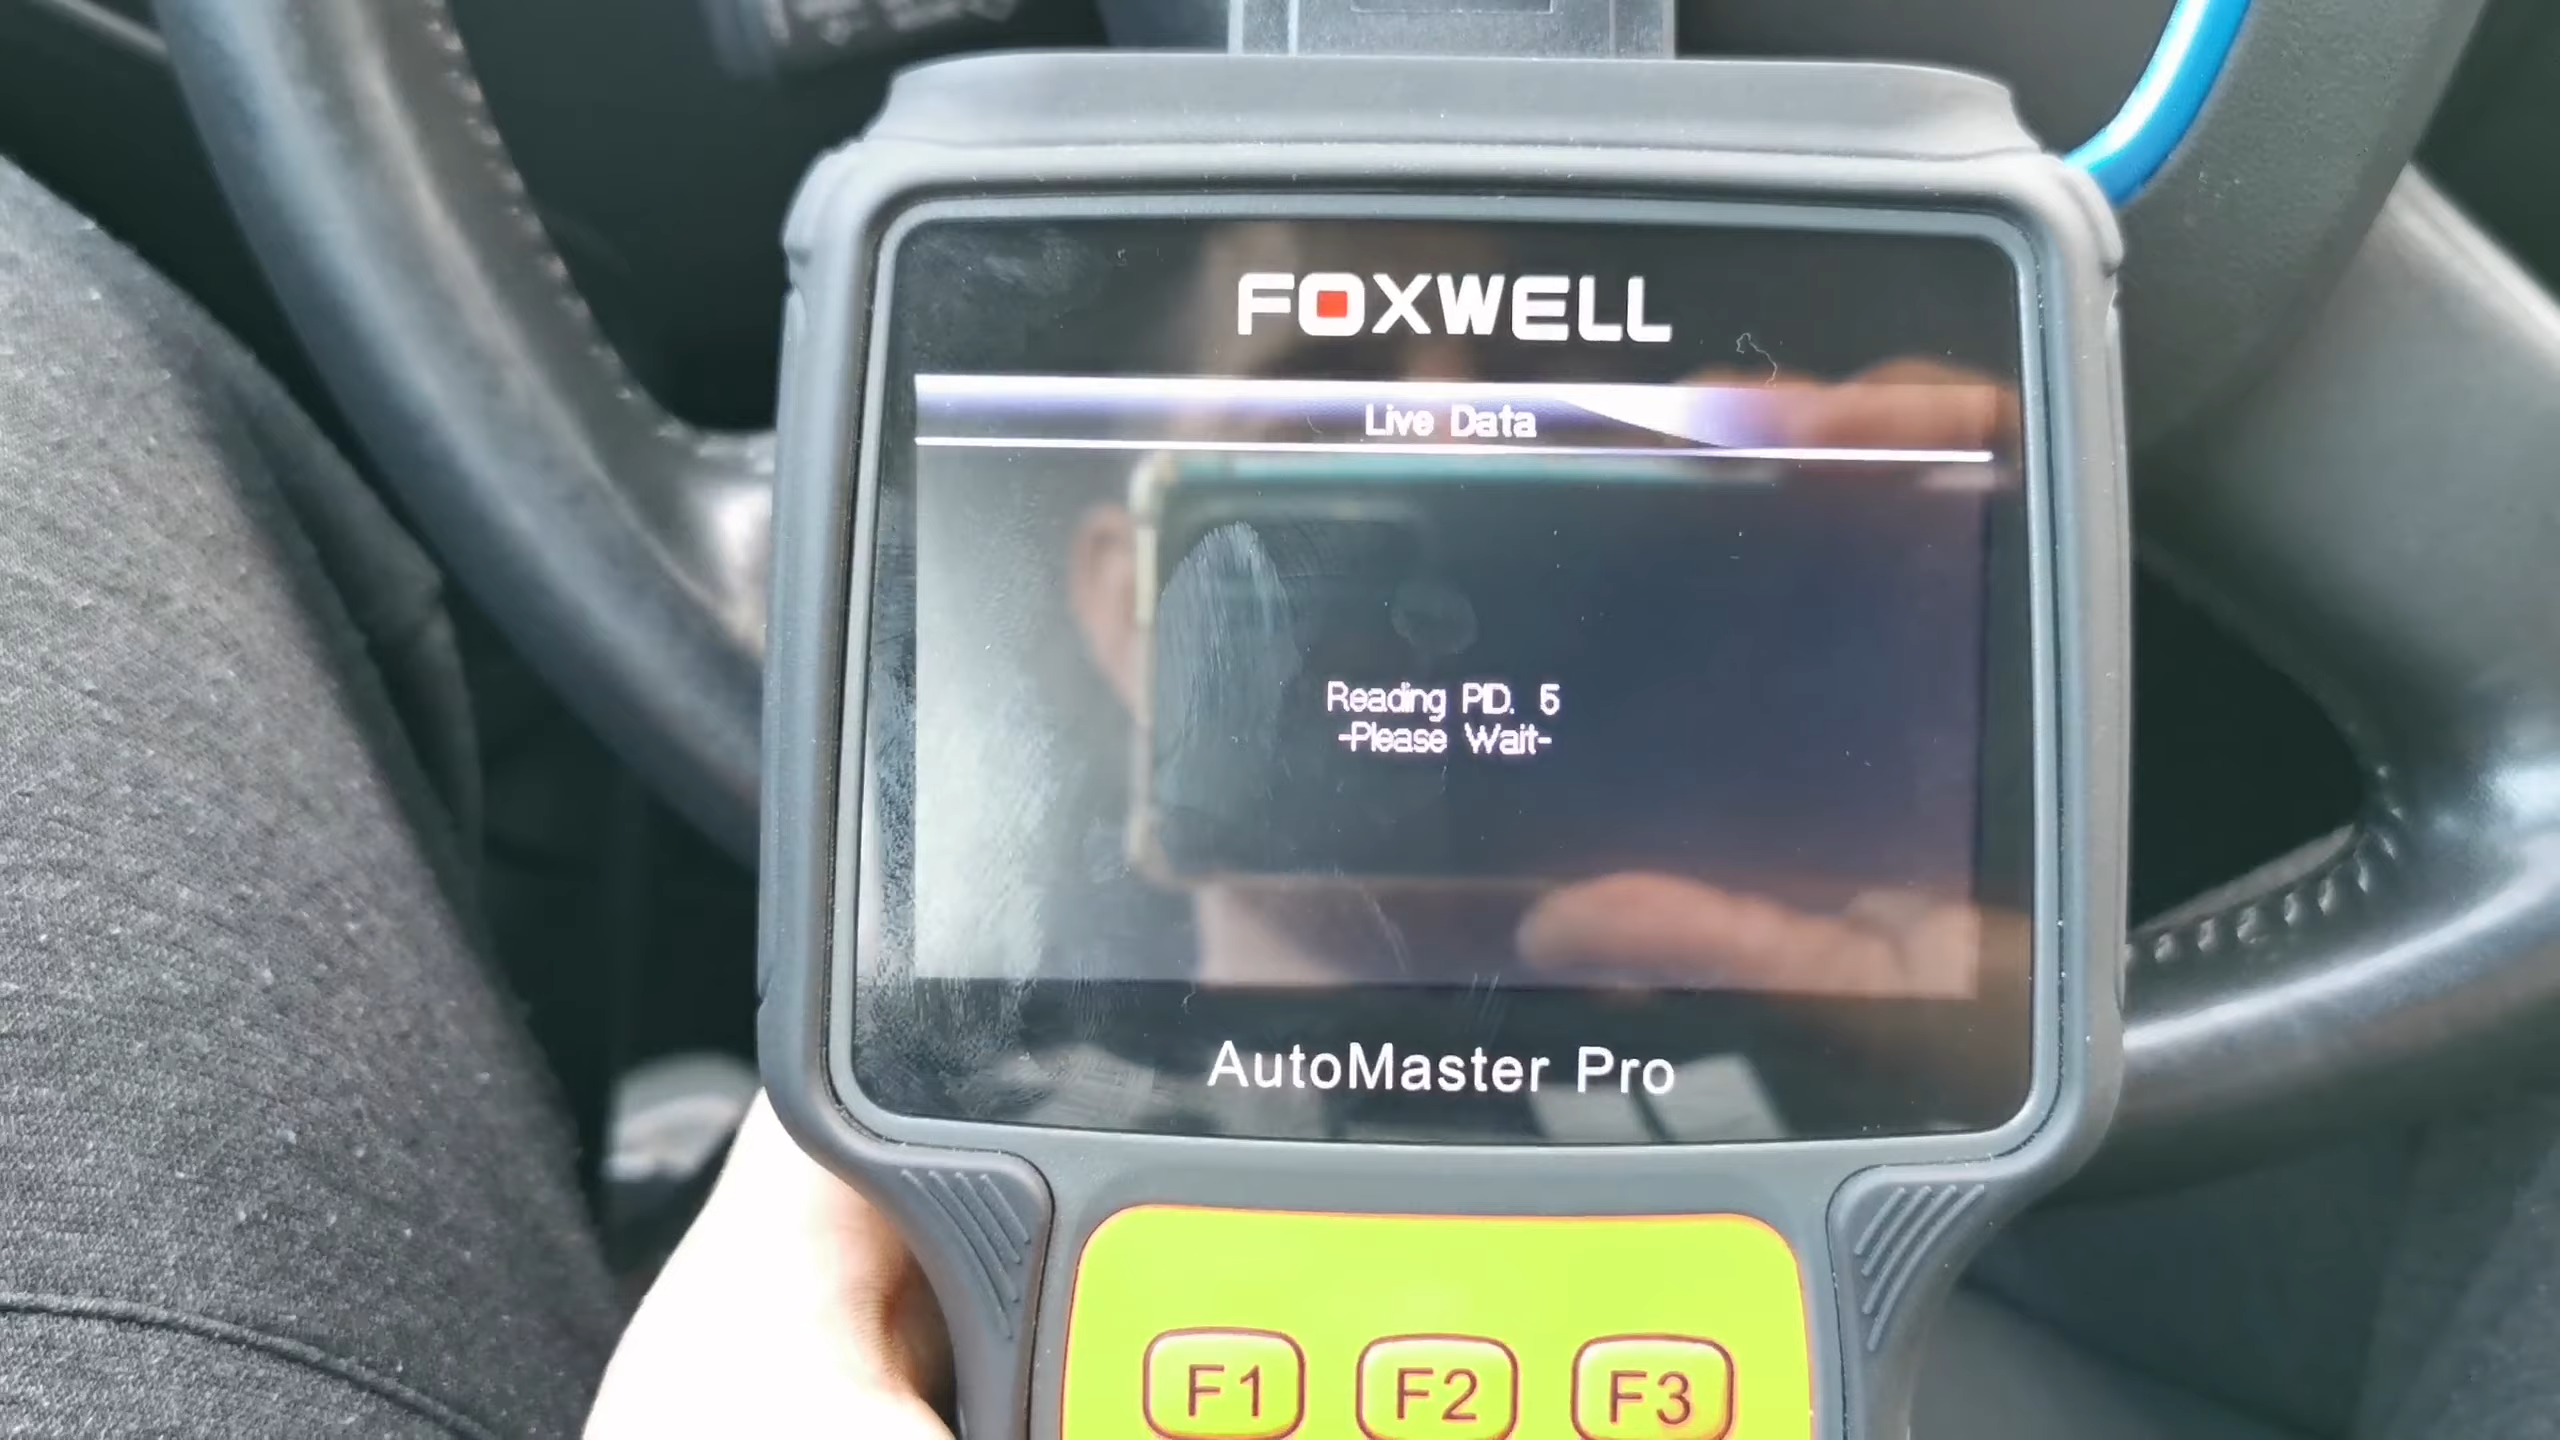 FOXWELL
Live Data
Reading PID. 5
-Please Wait-
AutoMaster Pro
F1 F2 F3